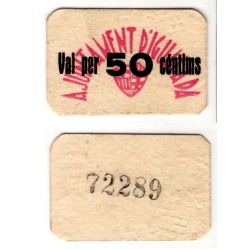 AJUNTAMENT D'IGUALADA
Val per 50 cèntims
72289